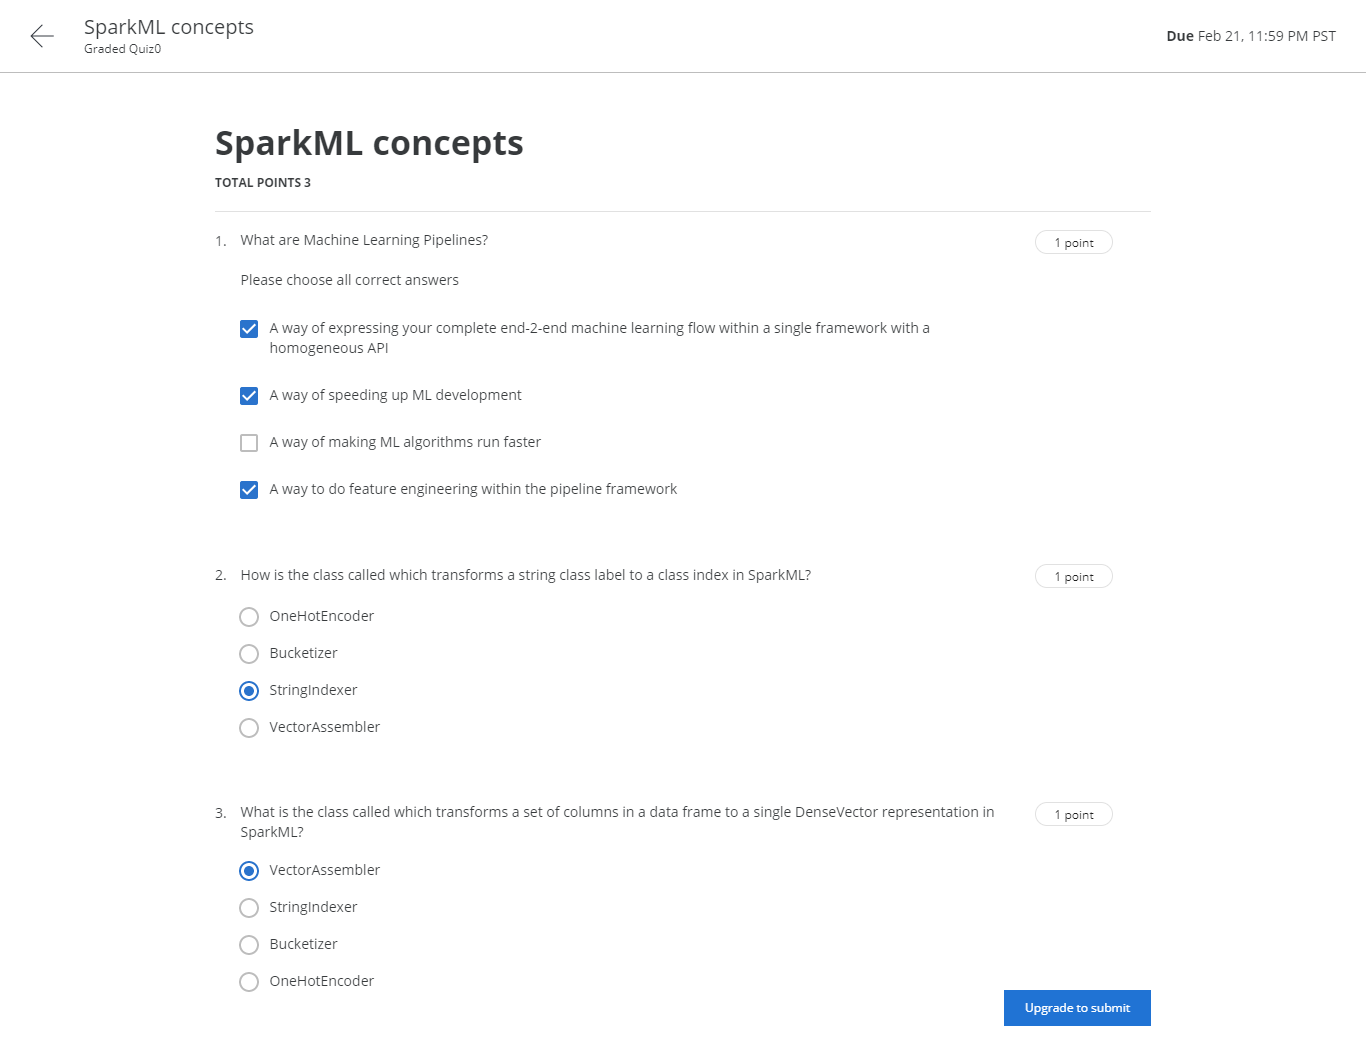 SparkML concepts
Graded Quiz0
Due Feb 21, 11:59 PM PST
SparkML concepts
TOTAL POINTS 3
1. What are Machine Learning Pipelines?
1 point
Please choose all correct answers
A way of expressing your complete end-2-end machine learning flow within a single framework with a
homogeneous API
A way of speeding up ML development
A way of making ML algorithms run faster
A way to do feature engineering within the pipeline framework
2. How is the class called which transforms a string class label to a class index in SparkML?
1 point
OneHotEncoder
Bucketizer
StringIndexer
VectorAssembler
3. What is the class called which transforms a set of columns in a data frame to a single DenseVector representation in
SparkML?
1 point
VectorAssembler
StringIndexer
Bucketizer
OneHotEncoder
Upgrade to submit